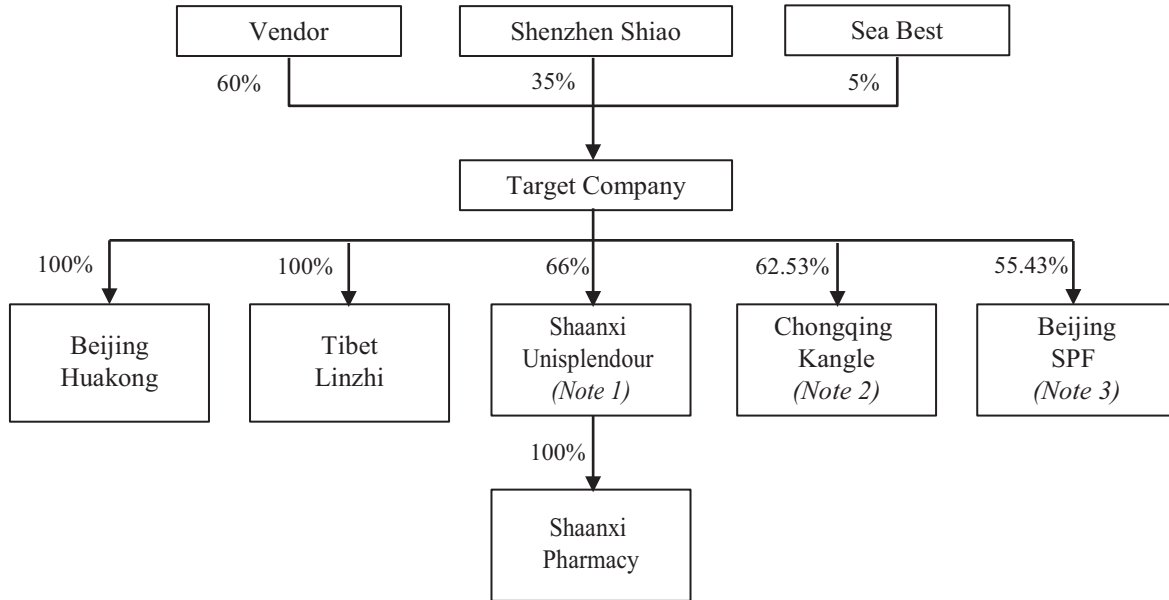 Vendor
Shenzhen Shiao
Sea Best
60%
35%
5%
Target Company
100%
100%
66%
62.53%
55.43%
Beijing
Huakong
Tibet
Linzhi
Shaanxi
Unisplendour
(Note 1)
Chongqing
Kangle
(Note 2)
Beijing
SPF
(Note 3)
100%
Shaanxi
Pharmacy